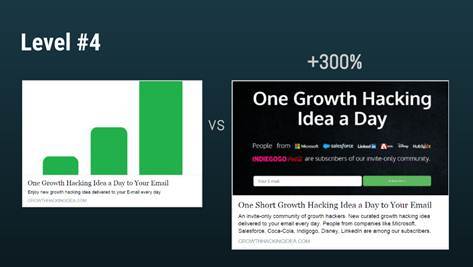 Level #4
+300%
VS
One Growth Hacking Idea a Day to Your Email
Enjoy new growth hacking idea delivered to your E-mail every day
GROWTHHACKINGIDEA.COM
One Growth Hacking
Idea a Day
People from Microsoft salesforce LinkedIn Disney HubSpot
INDIEGOGO are subscribers of our invite-only community.
One Short Growth Hacking Idea a Day to Your Email
An invite-only community of growth hackers. New curated growth hacking idea
delivered to your email every day. People from companies like Microsoft,
Salesforce, Coca-Cola, Indigogo, Disney, LinkedIn are among our subscribers.
GROWTHHACKINGIDEA.COM